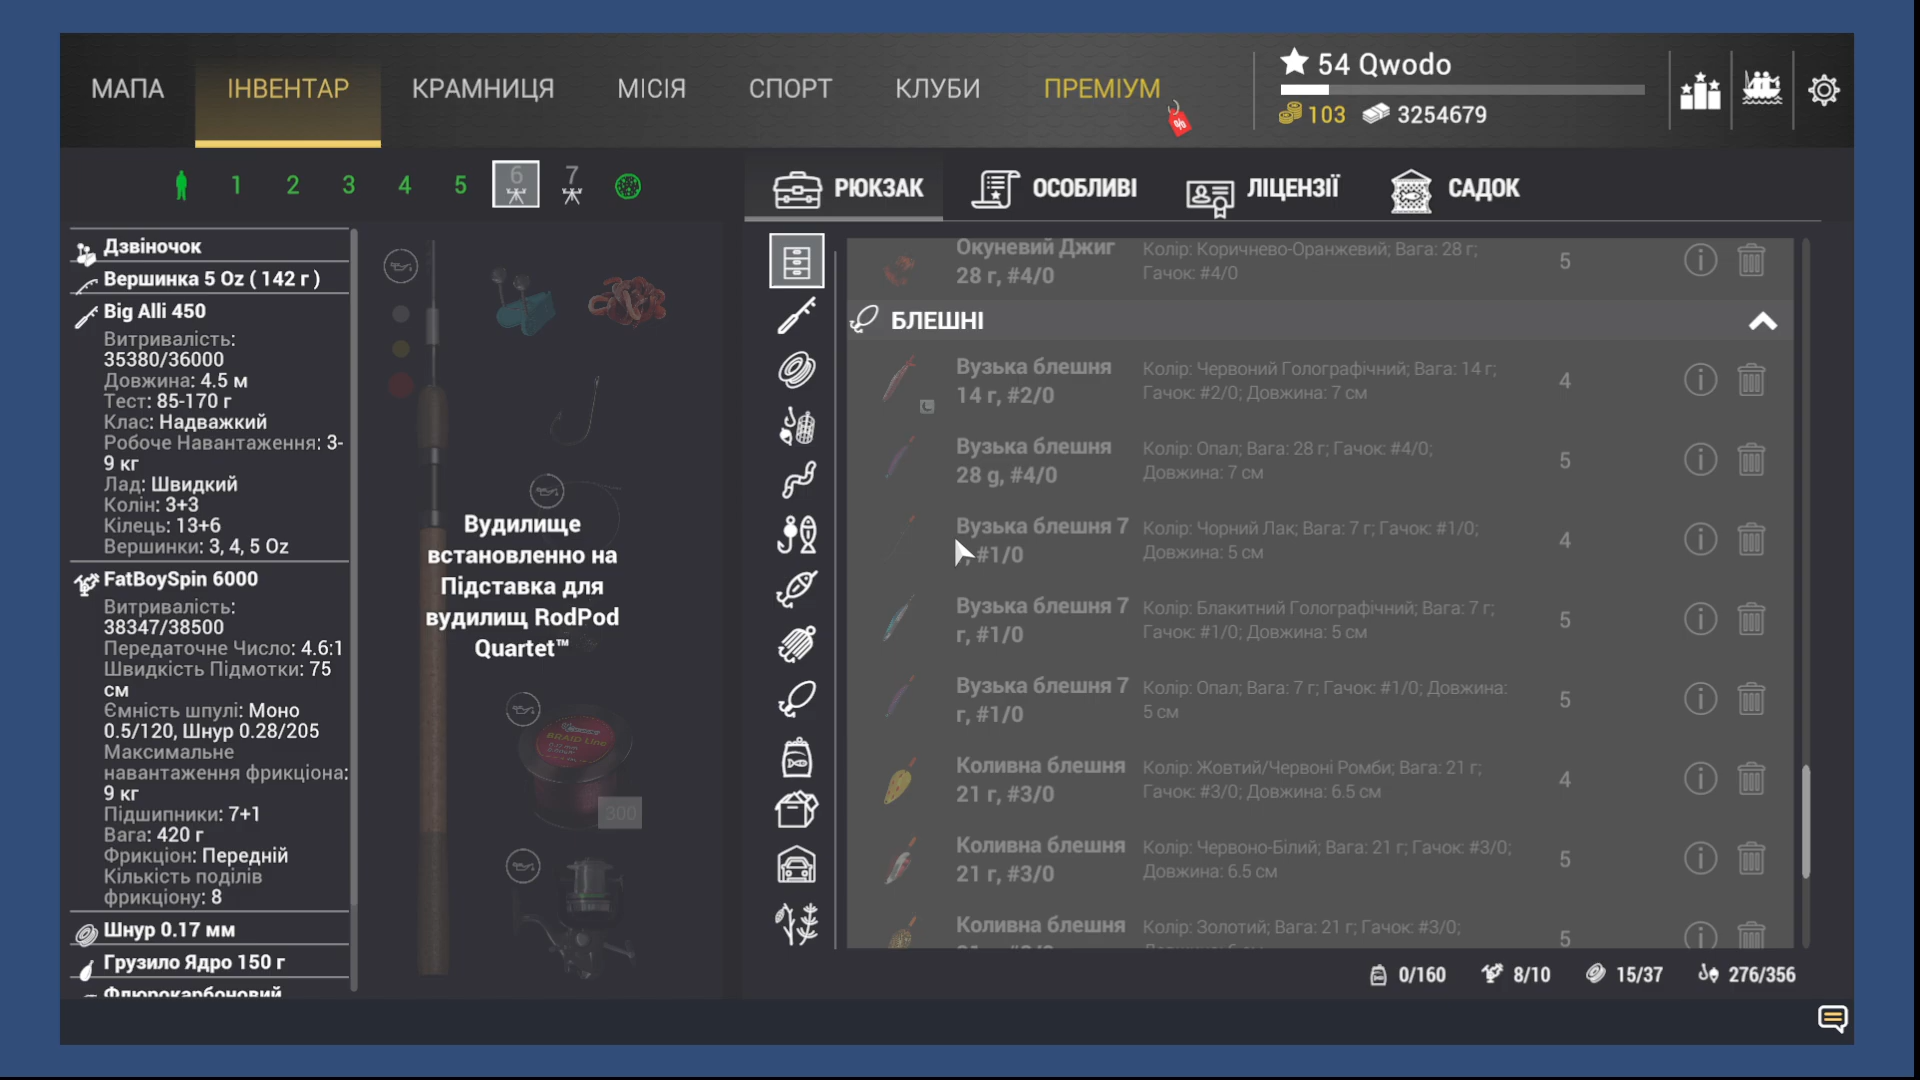 МАПА
ІНВЕНТАР
КРАМНИЦЯ
МІСІЯ
СПОРТ
КЛУБИ
ПРЕМІУМ
%
54 Qwodo
103
3254679
1
2
3
4
5
6
7
РЮКЗАК
ОСОБЛИВІ
ЛІЦЕНЗІЇ
САДОК
Дзвіночок
Вершинка 5 Oz ( 142 г )
Big Alli 450
Витривалість:
35380/36000
Довжина: 4.5 м
Тест: 85-170 г
Клас: Надважкий
Робоче Навантаження: 3-
9 кг
Лад: Швидкий
Колін: 3+3
Кілець: 13+6
Вершинки: 3, 4, 5 Oz
FatBoySpin 6000
Витривалість:
38347/38500
Передаточне Число: 4.6:1
Швидкість Підмотки: 75
см
Ємність шпулі: Моно
0.5/120, Шнур 0.28/205
Максимальне
навантаження фрикціона:
9 кг
Підшипники: 7+1
Вага: 420 г
Фрикціон: Передній
Кількість поділів
фрикціону: 8
Шнур 0.17 мм
Грузило Ядро 150 г
Флюрокарбоновий
Вудилище
встановленно на
Підставка для
вудилищ RodPod
Quartet™
BRAID Line
300
Окуневий Джиг
28 г, #4/0
Колір: Коричнево-Оранжевий; Вага: 28 г;
Гачок: #4/0
5
БЛЕШНІ
Вузька блешня
14 г, #2/0
Колір: Червоний Голографічний; Вага: 14 г;
Гачок: #2/0; Довжина: 7 см
4
Вузька блешня
28 g, #4/0
Колір: Опал; Вага: 28 г; Гачок: #4/0;
Довжина: 7 см
5
Вузька блешня 7
г, #1/0
Колір: Чорний Лак; Вага: 7 г; Гачок: #1/0;
Довжина: 5 см
4
Вузька блешня 7
г, #1/0
Колір: Блакитний Голографічний; Вага: 7 г;
Гачок: #1/0; Довжина: 5 см
5
Вузька блешня 7
г, #1/0
Колір: Опал; Вага: 7 г; Гачок: #1/0; Довжина:
5 см
5
Коливна блешня
21 г, #3/0
Колір: Жовтий/Червоні Ромби; Вага: 21 г;
Гачок: #3/0; Довжина: 6.5 см
4
Коливна блешня
21 г, #3/0
Колір: Червоно-Білий; Вага: 21 г; Гачок: #3/0;
Довжина: 6.5 см
5
Коливна блешня
Колір: Золотий; Вага: 21 г; Гачок: #3/0;
5
0/160
8/10
15/37
276/356